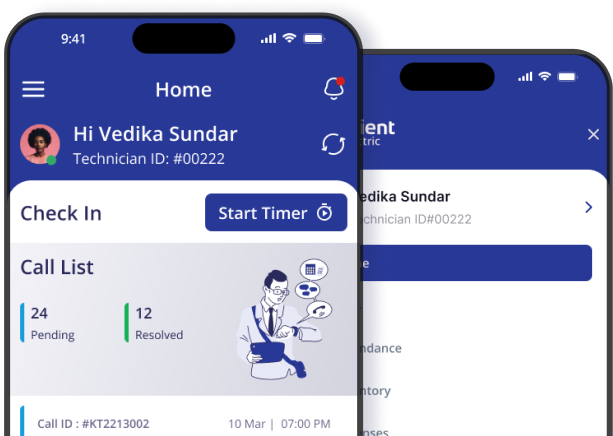 9:41
Home
Hi Vedika Sundar
Technician ID: #00222
Check In
Start Timer
Call List
24
Pending
12
Resolved
#
Call ID : #KT2213002
10 Mar | 07:00 PM
ient
tric
edika Sundar
chnician ID#00222
e
ndance
ntory
nses